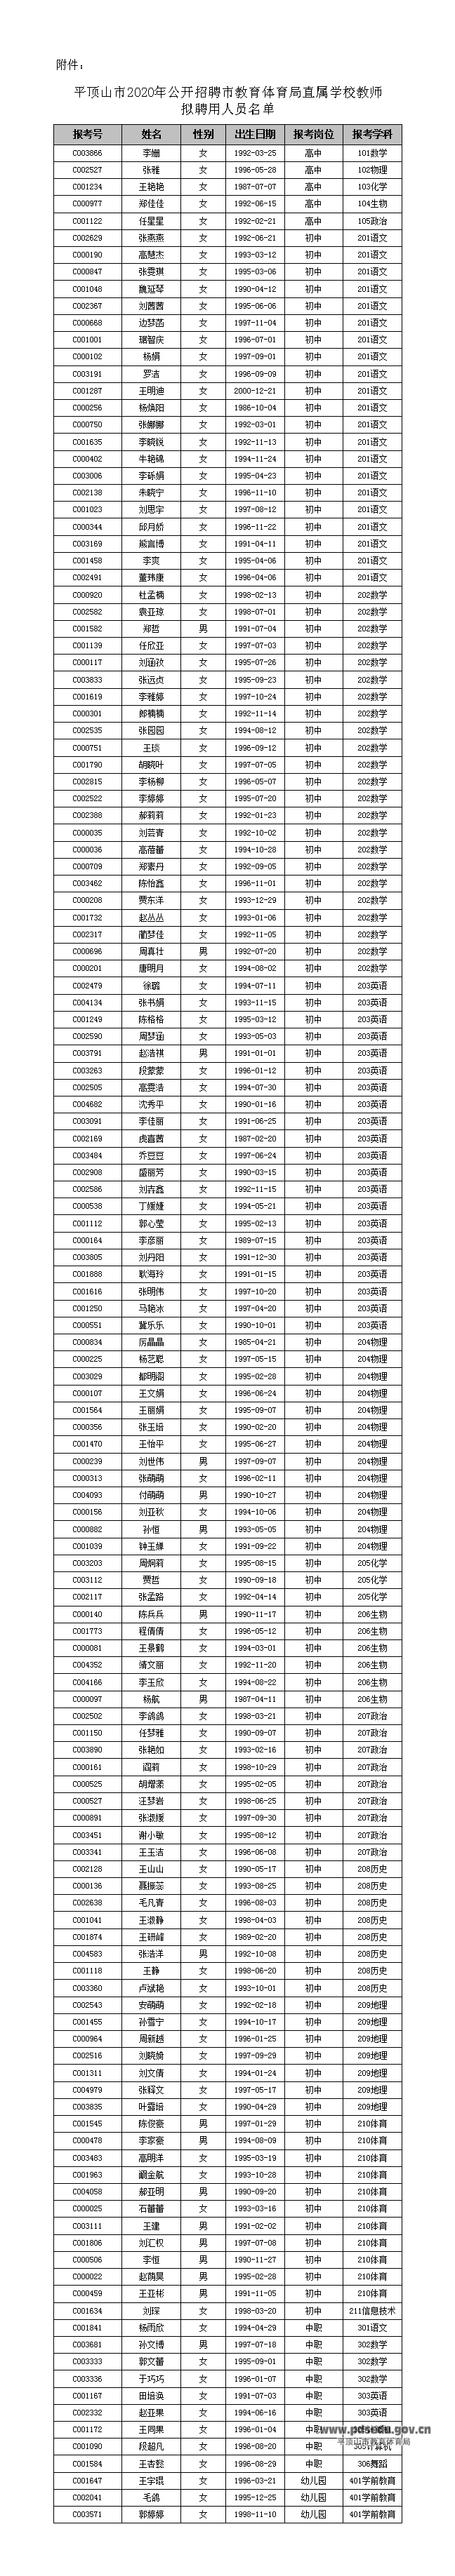 附件：
平顶山市2020年公开招聘市教育体育局直属学校教师
拟聘用人员名单
报考号 姓名 性别 出生日期 报考岗位 报考学科
C003866 李姗 女 1992-03-25 高中 101数学
C002527 张雅 女 1996-05-28 高中 102物理
C001234 王艳艳 女 1987-07-07 高中 103化学
C000977 郑佳佳 女 1992-06-15 高中 104生物
C001122 任星星 女 1992-02-21 高中 105政治
C002629 张燕燕 女 1992-06-21 初中 201语文
C000190 高慧杰 女 1993-03-12 初中 201语文
C000847 张雯琪 女 1995-03-06 初中 201语文
C001048 魏延琴 女 1990-04-12 初中 201语文
C002367 刘茜茜 女 1995-06-06 初中 201语文
C000668 边梦菡 女 1997-11-04 初中 201语文
C001001 琚智庆 女 1996-07-01 初中 201语文
C000102 杨娟 女 1997-09-01 初中 201语文
C003191 罗洁 女 1996-09-09 初中 201语文
C001287 王明迪 女 2000-12-21 初中 201语文
C000256 杨焕阳 女 1986-10-04 初中 201语文
C000750 张娜娜 女 1992-03-01 初中 201语文
C001635 李晓锐 女 1992-11-13 初中 201语文
C000402 牛艳锦 女 1994-11-24 初中 201语文
C003006 李砾娟 女 1995-04-23 初中 201语文
C002138 朱晓宁 女 1996-11-10 初中 201语文
C001023 刘思宇 女 1997-08-12 初中 201语文
C000344 邱月娇 女 1996-11-22 初中 201语文
C003169 熊言博 女 1991-04-11 初中 201语文
C001458 李爽 女 1995-04-06 初中 201语文
C002491 董玮康 女 1996-04-06 初中 201语文
C000920 杜孟楠 女 1998-02-13 初中 202数学
C002582 袁亚琼 女 1998-07-01 初中 202数学
C001582 郑哲 男 1991-07-04 初中 202数学
C001139 任欣亚 女 1997-07-03 初中 202数学
C000117 刘涵汶 女 1995-07-26 初中 202数学
C003833 张远贞 女 1995-09-23 初中 202数学
C001619 李雅婷 女 1997-10-24 初中 202数学
C000301 郎楠楠 女 1992-11-14 初中 202数学
C002535 张园园 女 1994-08-12 初中 202数学
C000751 王琰 女 1996-09-12 初中 202数学
C001790 胡晓叶 女 1997-07-05 初中 202数学
C002815 李杨柳 女 1996-05-07 初中 202数学
C002522 李婷婷 女 1995-07-20 初中 202数学
C002388 郝莉莉 女 1992-01-23 初中 202数学
C000035 刘芸青 女 1992-10-02 初中 202数学
C000036 高蓓蕾 女 1994-10-28 初中 202数学
C000709 郑素丹 女 1992-09-05 初中 202数学
C003462 陈怡鑫 女 1996-11-01 初中 202数学
C000208 贾东洋 女 1993-12-29 初中 202数学
C001732 赵丛丛 女 1993-01-06 初中 202数学
C002317 蔺梦佳 女 1992-11-05 初中 202数学
C000696 周真壮 男 1992-07-20 初中 202数学
C000201 唐明月 女 1994-08-02 初中 202数学
C002479 徐璐 女 1994-07-11 初中 203英语
C004134 张书娟 女 1993-11-15 初中 203英语
C001249 陈格格 女 1995-03-12 初中 203英语
C002590 周梦涵 女 1993-05-03 初中 203英语
C003791 赵浩祺 男 1991-01-01 初中 203英语
C003263 段蒙蒙 女 1996-01-12 初中 203英语
C002505 高雯浩 女 1994-07-30 初中 203英语
C004682 沈秀平 女 1990-01-16 初中 203英语
C003091 李佳丽 女 1991-06-25 初中 203英语
C002169 虎喜茜 女 1987-02-20 初中 203英语
C003484 乔豆豆 女 1997-06-24 初中 203英语
C002908 盛丽芳 女 1990-03-15 初中 203英语
C002586 刘卉鑫 女 1992-11-15 初中 203英语
C000538 丁媛媛 女 1994-05-21 初中 203英语
C001112 郭心莹 女 1995-02-13 初中 203英语
C000164 李彦丽 女 1989-07-15 初中 203英语
C003805 刘丹阳 女 1991-12-30 初中 203英语
C001888 耿海玲 女 1991-01-15 初中 203英语
C001616 张明伟 女 1997-10-20 初中 203英语
C001250 马艳冰 女 1997-04-20 初中 203英语
C000551 冀乐乐 女 1990-10-01 初中 203英语
C000834 厉晶晶 女 1985-04-21 初中 204物理
C000225 杨艺聪 女 1997-05-15 初中 204物理
C003029 都明阁 女 1995-02-28 初中 204物理
C000107 王文娟 女 1996-06-24 初中 204物理
C001564 王丽娟 女 1995-09-07 初中 204物理
C000356 张玉培 女 1990-02-20 初中 204物理
C001470 王怡平 女 1995-06-27 初中 204物理
C000239 刘世伟 男 1997-09-07 初中 204物理
C000313 张萌萌 女 1996-02-11 初中 204物理
C004093 付萌萌 男 1990-10-27 初中 204物理
C000156 刘亚秋 女 1994-10-06 初中 204物理
C000882 孙恒 男 1993-05-05 初中 204物理
C001039 钟玉婵 女 1991-09-22 初中 204物理
C003203 周炯莉 女 1995-08-15 初中 205化学
C003112 贾哲 女 1990-09-18 初中 205化学
C002117 张孟路 女 1992-04-14 初中 205化学
C000140 陈兵兵 男 1990-11-17 初中 206生物
C001773 程倩倩 女 1996-05-12 初中 206生物
C000081 王景鹤 女 1994-03-01 初中 206生物
C004352 靖文丽 女 1992-11-20 初中 206生物
C004166 李玉欣 女 1994-08-22 初中 206生物
C000097 杨航 男 1987-04-11 初中 206生物
C002502 李鸽鸽 女 1998-03-21 初中 207政治
C001150 任梦雅 女 1990-09-07 初中 207政治
C003890 张艳如 女 1993-02-16 初中 207政治
C000161 阎莉 女 1998-10-29 初中 207政治
C000525 胡熠潆 女 1995-02-05 初中 207政治
C000527 汪梦岩 女 1998-06-25 初中 207政治
C000891 张淑媛 女 1997-09-30 初中 207政治
C003451 谢小敏 女 1995-08-12 初中 207政治
C003341 王玉洁 女 1996-06-08 初中 207政治
C002128 王山山 女 1990-05-17 初中 208历史
C000136 聂振蕊 女 1993-08-25 初中 208历史
C002638 毛凡青 女 1996-08-03 初中 208历史
C001041 王淑静 女 1998-04-03 初中 208历史
C001874 王研峰 女 1989-02-20 初中 208历史
C004583 张浩洋 男 1992-10-08 初中 208历史
C001118 王静 女 1998-06-20 初中 208历史
C003360 卢斌艳 女 1993-10-01 初中 208历史
C002543 安萌萌 女 1992-02-18 初中 209地理
C001455 孙雪宁 女 1994-10-17 初中 209地理
C000964 周新越 女 1996-01-25 初中 209地理
C002516 刘晓绮 女 1997-09-29 初中 209地理
C001311 刘文倩 女 1994-01-24 初中 209地理
C004979 张释文 女 1997-05-17 初中 209地理
C003835 叶露培 女 1990-04-29 初中 209地理
C001545 陈俊豪 男 1997-01-29 初中 210体育
C000478 李家豪 男 1994-08-09 初中 210体育
C003483 高明洋 女 1995-03-19 初中 210体育
C001963 嗣金航 女 1993-10-28 初中 210体育
C004058 郝亚明 男 1990-09-20 初中 210体育
C000025 石蕾蕾 女 1993-03-16 初中 210体育
C003111 王建 男 1991-02-02 初中 210体育
C001806 刘汇权 男 1997-07-08 初中 210体育
C000506 李恒 男 1990-11-27 初中 210体育
C000022 赵荫昊 男 1995-02-28 初中 210体育
C000459 王亚彬 男 1991-11-05 初中 210体育
C001634 刘琛 女 1998-03-20 初中 211信息技术
C001841 杨雨欣 女 1994-04-29 中职 301语文
C003681 孙文博 男 1997-07-18 中职 302数学
C003333 郭文蕾 女 1995-09-01 中职 302数学
C003336 于巧巧 女 1996-01-07 中职 302数学
C001167 田培涣 女 1991-07-03 中职 303英语
C002332 赵亚果 女 1994-06-16 中职 303英语
C001172 王同果 女 1996-01-04 中职
C001090 段超凡 女 1996-08-20 中职 305计算机
C001584 王杏懿 女 1996-08-29 中职 306舞蹈
C001647 王宇琨 女 1996-03-21 幼儿园 401学前教育
C002041 毛鸽 女 1995-12-25 幼儿园 401学前教育
C003571 郭婷婷 女 1998-11-10 幼儿园 401学前教育
www.pdsedu.gov.cn
平顶山市教育体育局